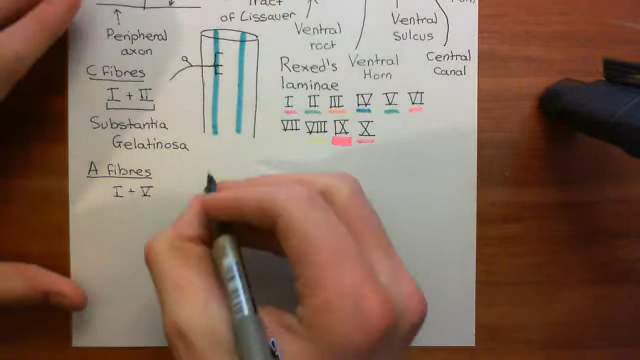 Tract
of Lissauer
Peripheral
axon
Ventral
root
Ventral
Sulcus
Central
Canal
Ventral
Horn
C fibres
I + II
Substantia
Gelatinosa
A fibres
I + V
Rexed's
laminae
I II III IV V VI
VII VIII IX X